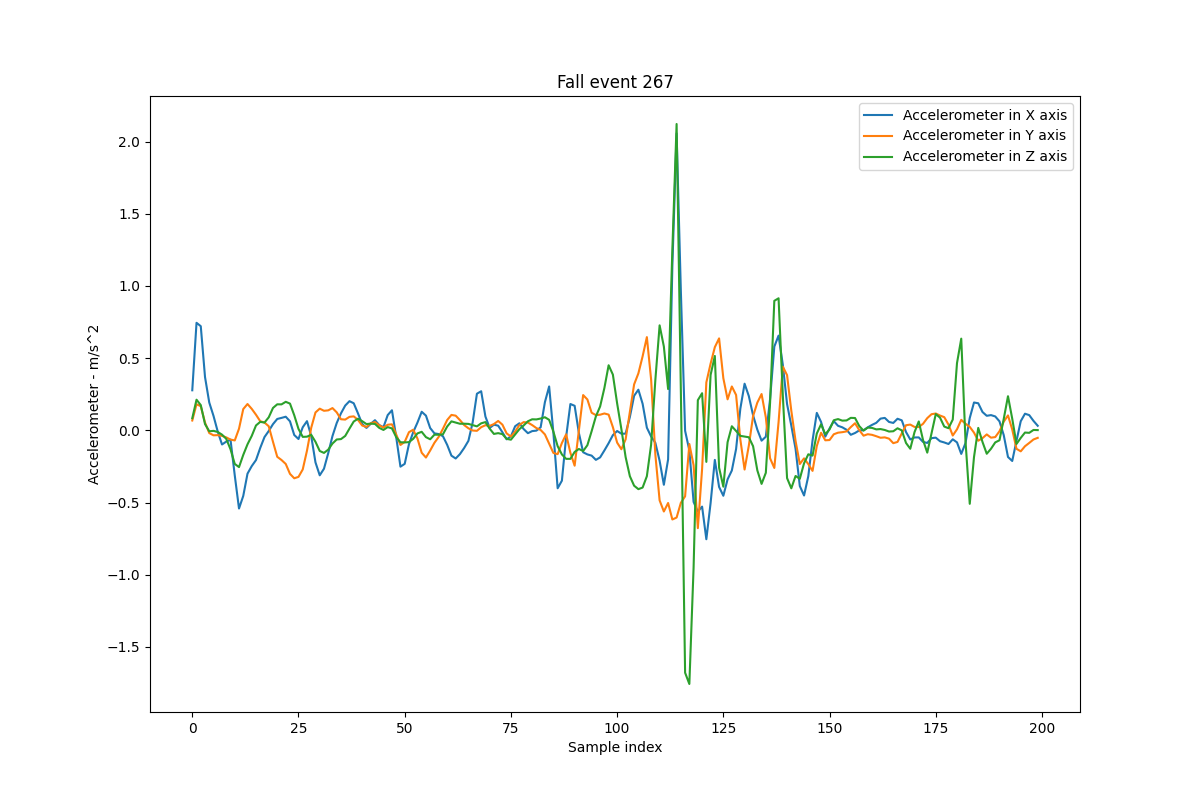 Fall event 267
Accelerometer in X axis
Accelerometer in Y axis
Accelerometer in Z axis
Accelerometer - m/s^2
2.0
1.5
1.0
0.5
0.0
−0.5
−1.0
−1.5
0 25 50 75 100 125 150 175 200
Sample index